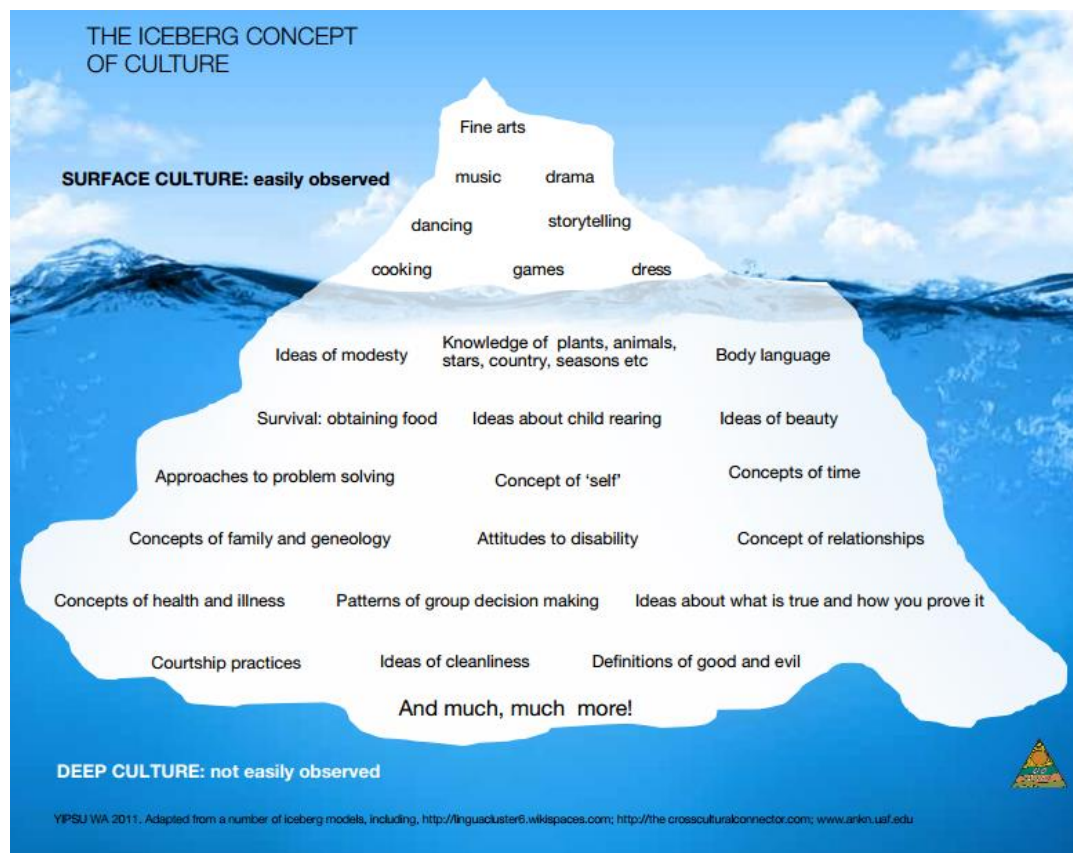 THE ICEBERG CONCEPT
OF CULTURE
Fine arts
SURFACE CULTURE: easily observed
music drama
dancing storytelling
cooking games dress
Ideas of modesty
Knowledge of plants, animals,
stars, country, seasons etc
Body language
Survival: obtaining food Ideas about child rearing Ideas of beauty
Approaches to problem solving Concept of ‘self’ Concepts of time
Concepts of family and geneology Attitudes to disability Concept of relationships
Concepts of health and illness Patterns of group decision making Ideas about what is true and how you prove it
Courtship practices Ideas of cleanliness Definitions of good and evil
And much, much more!
DEEP CULTURE: not easily observed
YIPSU WA 2011. Adapted from a number of iceberg models, including, http://linguacluster6.wikispaces.com; http://the crossculturalconnector.com; www.ankn.uaf.edu